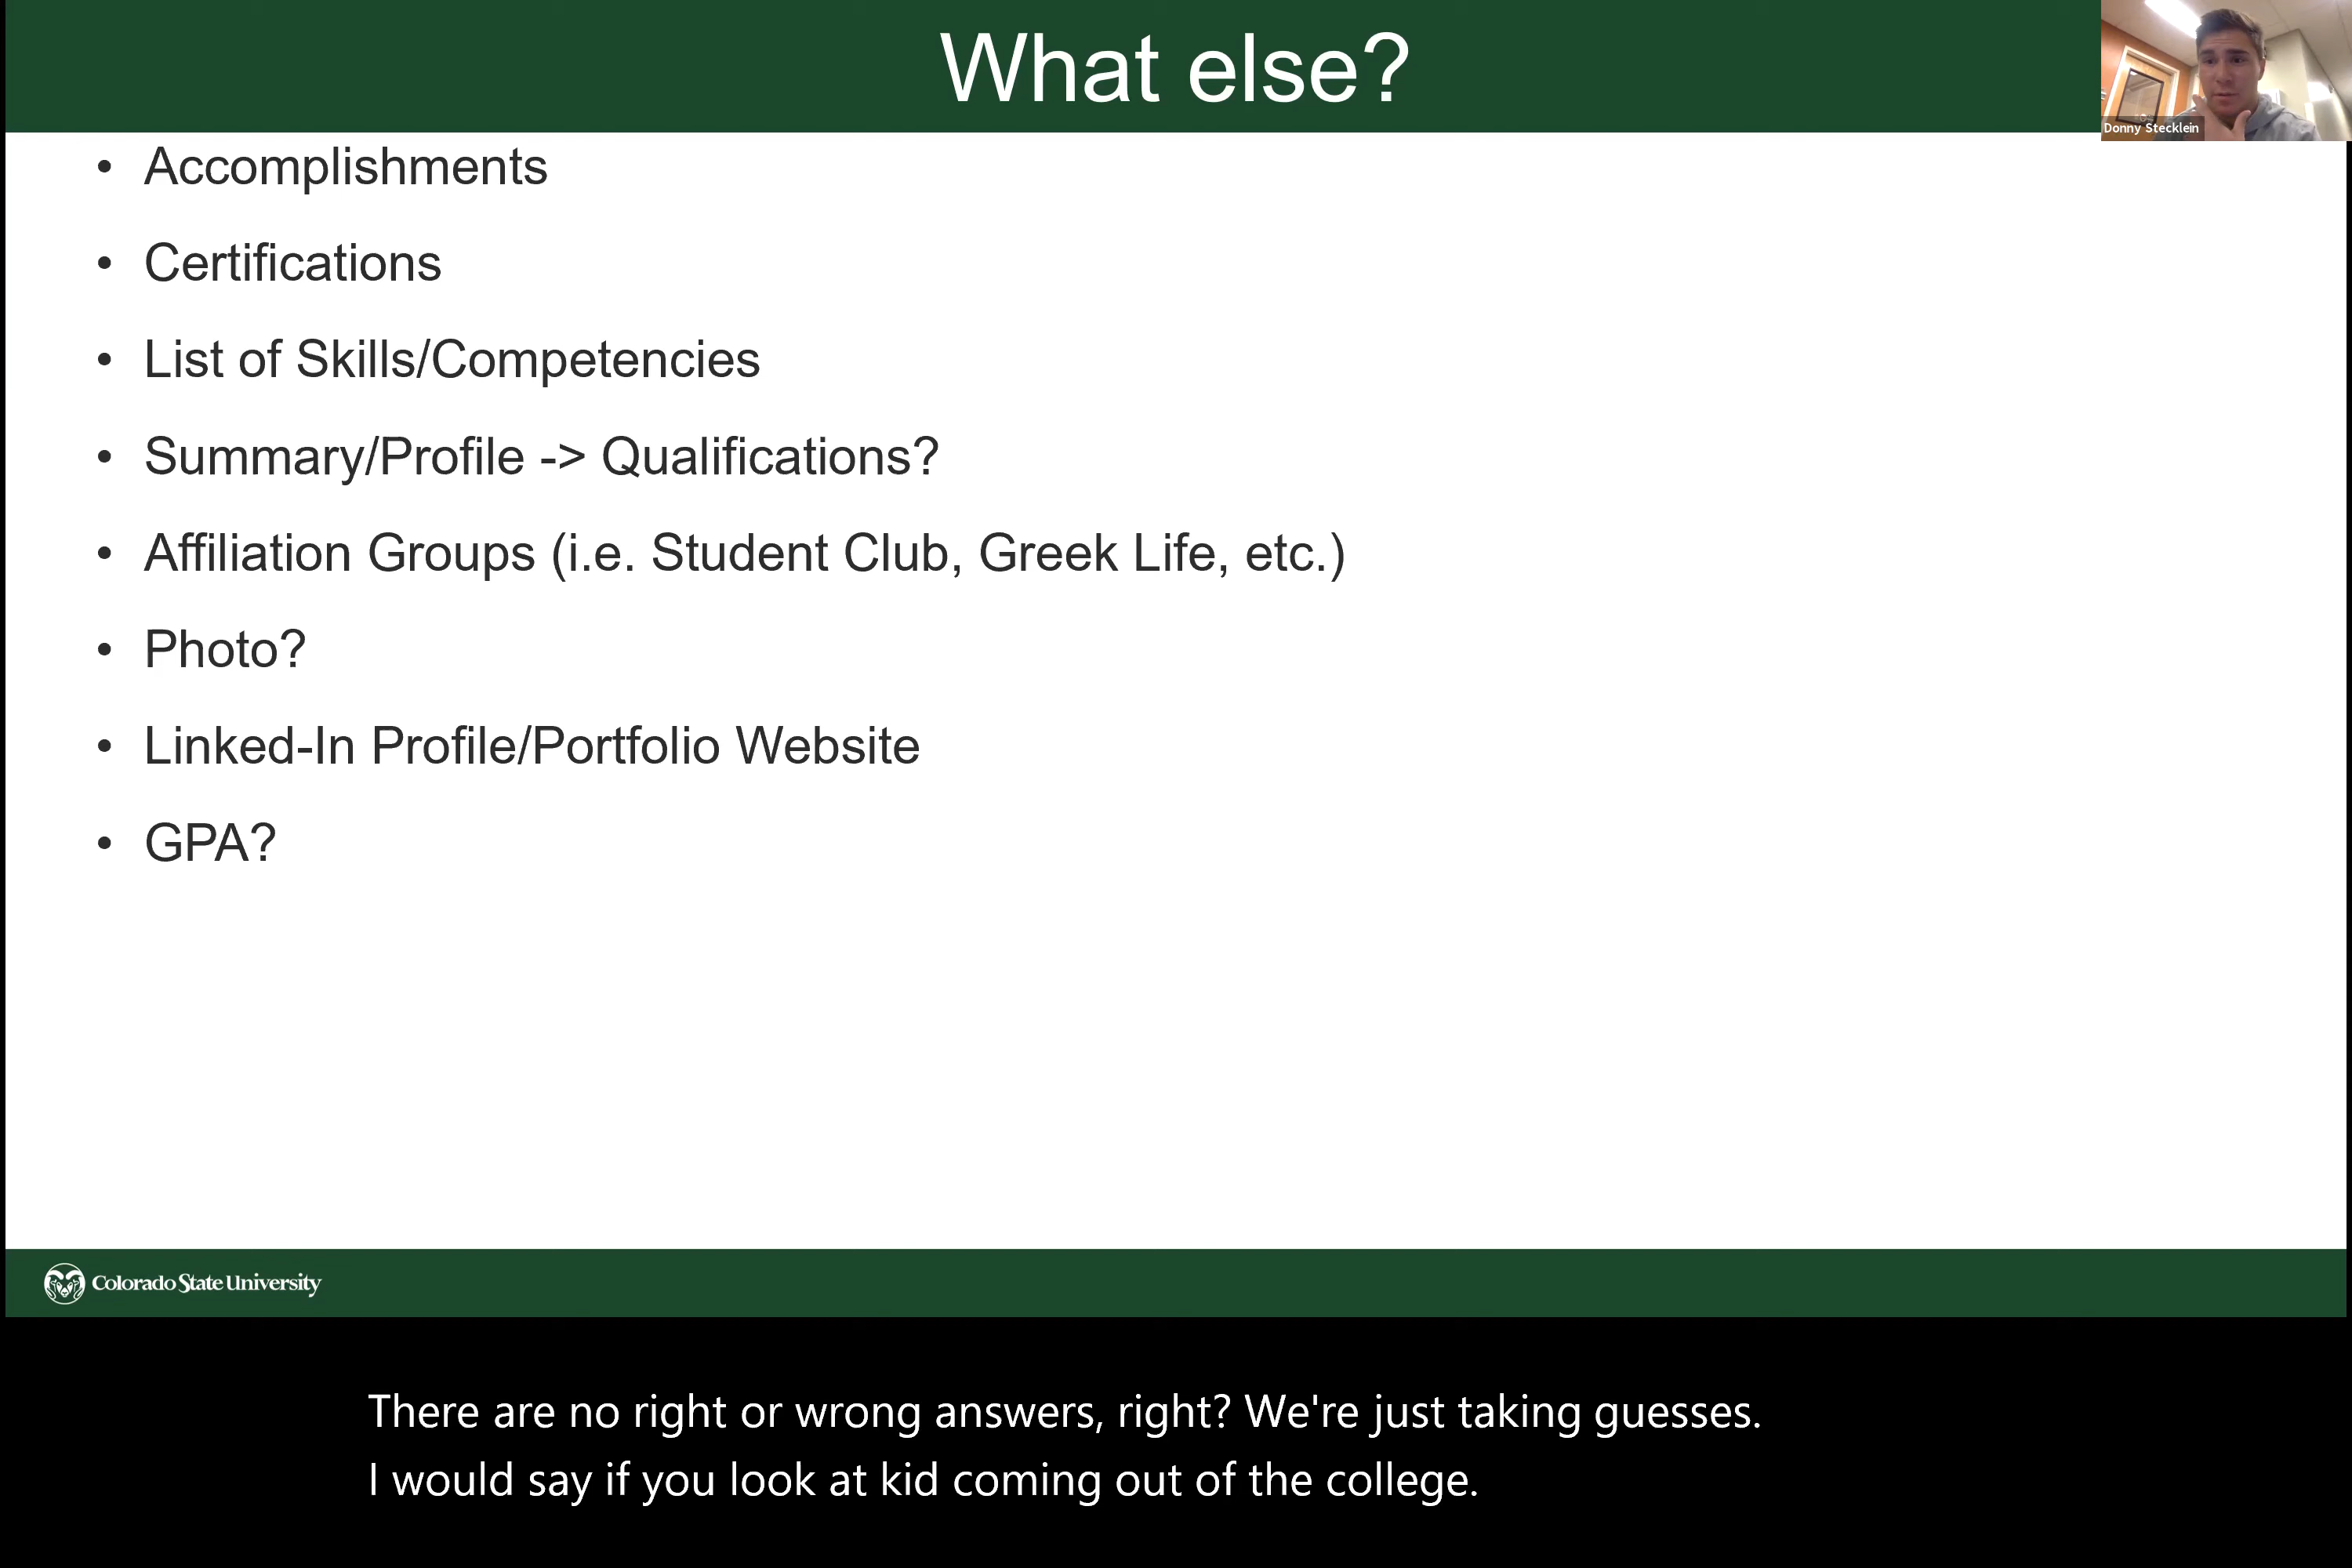 What else?
Donny Stecklein
• Accomplishments
• Certifications
• List of Skills/Competencies
• Summary/Profile -> Qualifications?
• Affiliation Groups (i.e. Student Club, Greek Life, etc.)
• Photo?
• Linked-In Profile/Portfolio Website
• GPA?
Colorado State University
There are no right or wrong answers, right? We're just taking guesses.
I would say if you look at kid coming out of the college.